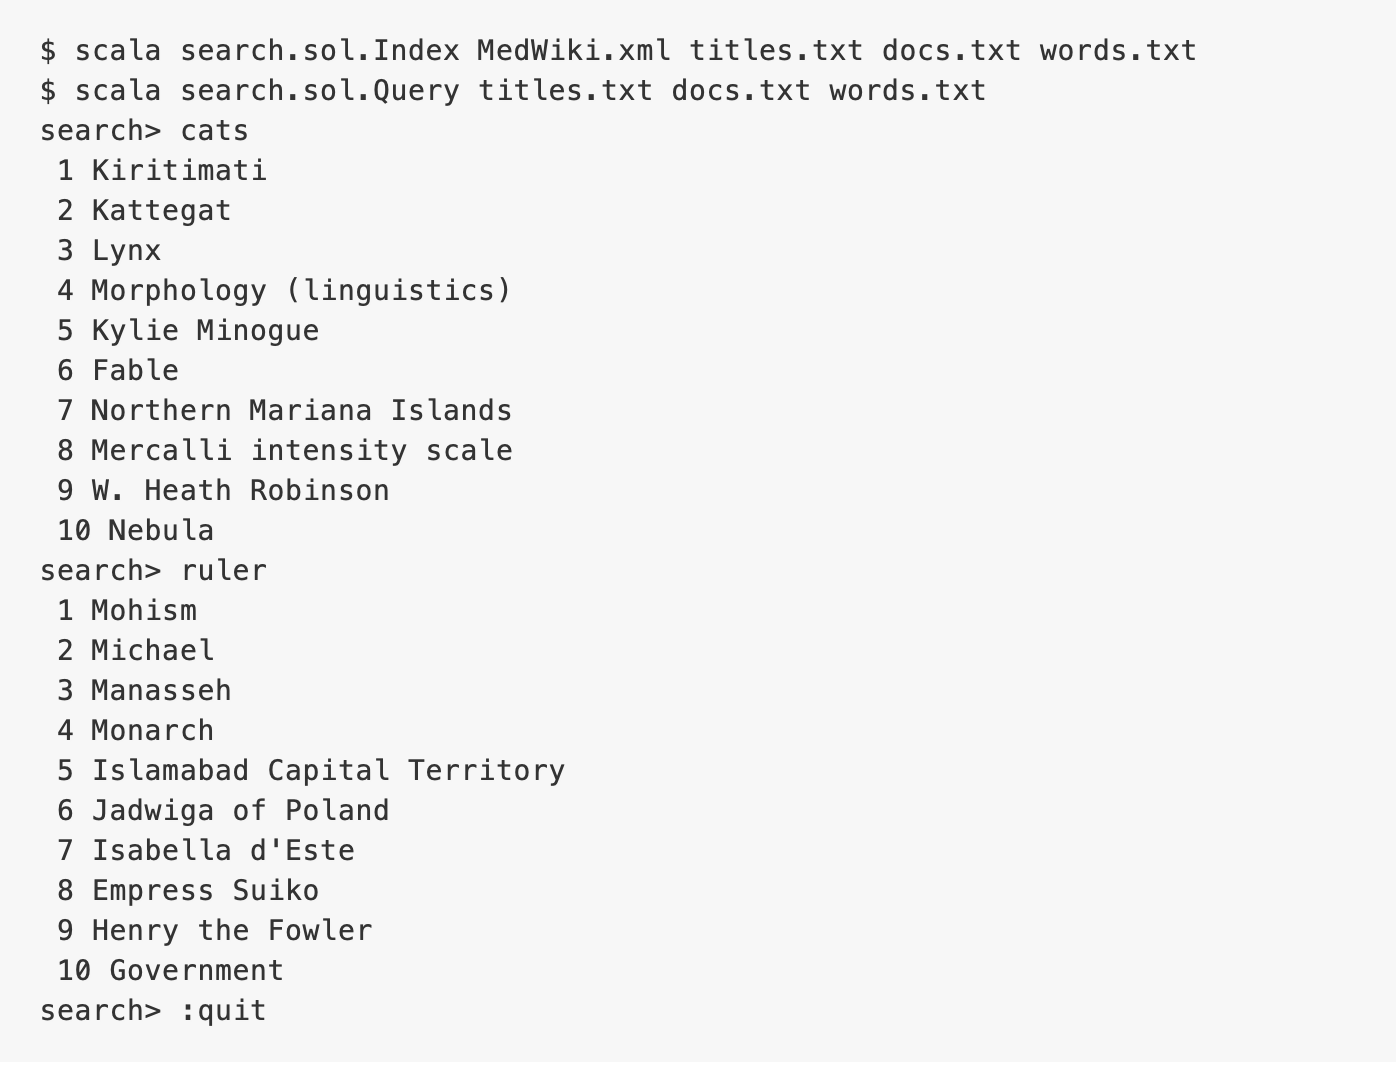 $ scala search.sol.Index MedWiki.xml titles.txt docs.txt words.txt
$ scala search.sol.Query titles.txt docs.txt words.txt
search> cats
 1 Kiritimati
 2 Kattegat
 3 Lynx
 4 Morphology (linguistics)
 5 Kylie Minogue
 6 Fable
 7 Northern Mariana Islands
 8 Mercalli intensity scale
 9 W. Heath Robinson
 10 Nebula
search> ruler
 1 Mohism
 2 Michael
 3 Manasseh
 4 Monarch
 5 Islamabad Capital Territory
 6 Jadwiga of Poland
 7 Isabella d'Este
 8 Empress Suiko
 9 Henry the Fowler
 10 Government
search> :quit